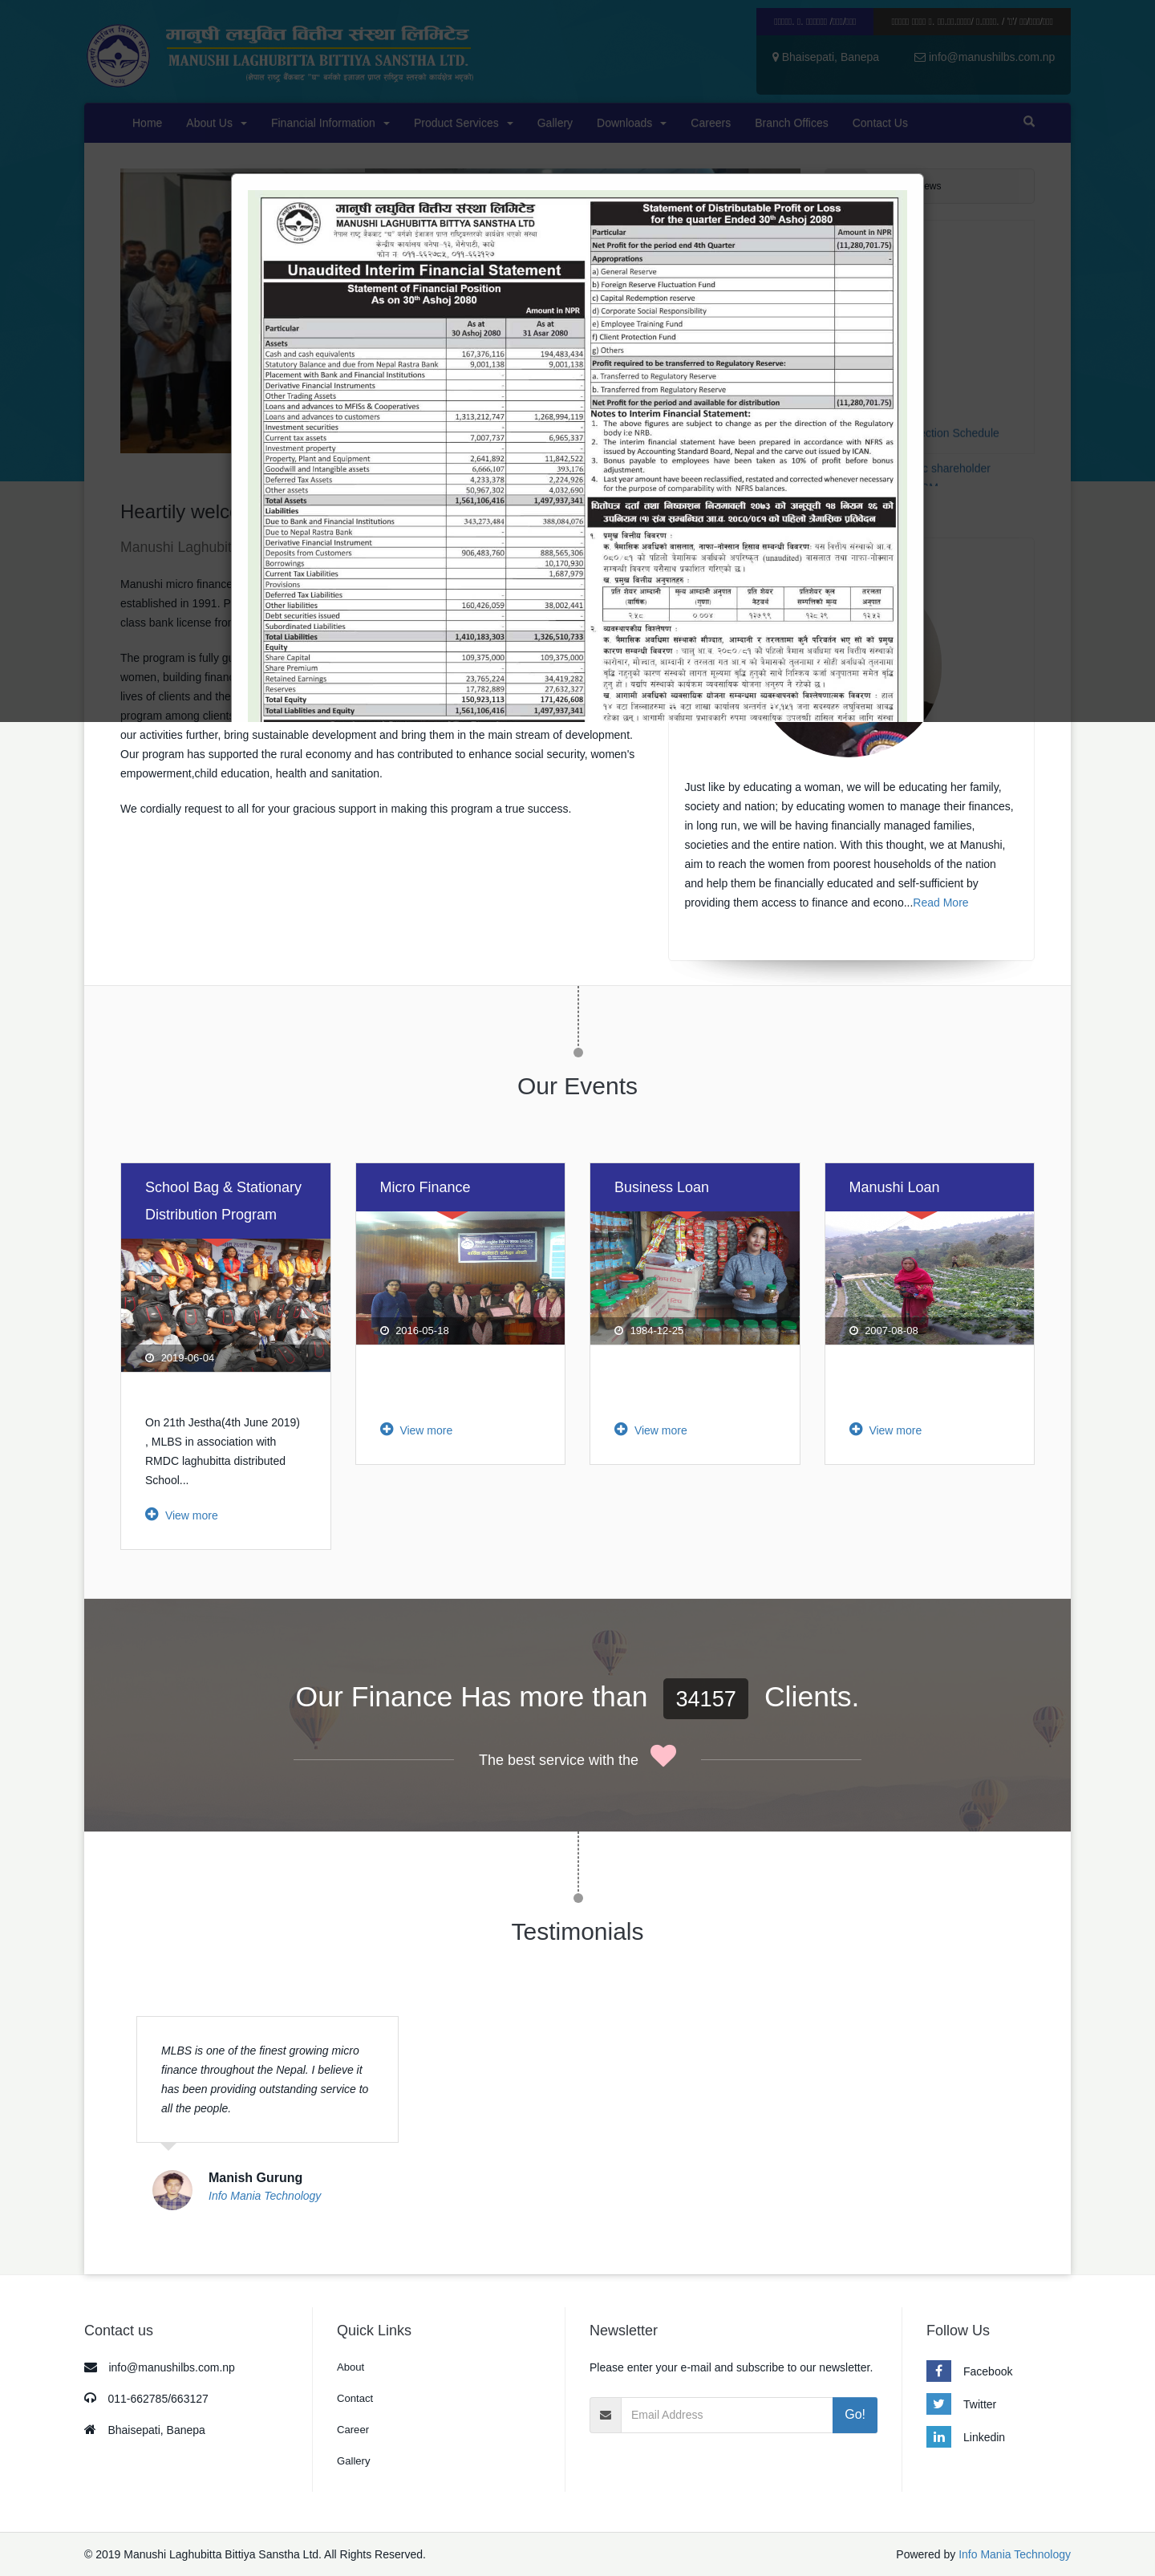 मानुषी लघुवित्त वित्तीय संस्था लिमिटेड
MANUSHI LAGHUBITTA BITTIYA SANSTHA LTD.
(नेपाल राष्ट्र बैंकबाट "घ" वर्गको इजाजत प्राप्त राष्ट्रिय स्तरको कार्यक्षेत्र भएको)
Bhaisepati, Banepa
info@manushilbs.com.np
Home
About Us
Financial Information
Product Services
Gallery
Downloads
Careers
Branch Offices
Contact Us
मानुषी लघुवित्त वित्तीय संस्था लिमिटेड
MANUSHI LAGHUBITTA BITTYA SANSTHA LTD
Unaudited Interim Financial Statement
Statement of Financial Position
As on 30th Ashoj 2080
Amount in NPR
Particular As at 30 Ashoj 2080 As at 31 Asar 2080
Assets
Cash and cash equivalents 167,376,116 194,483,434
Statutory Balance and due from Nepal Rastra Bank 9,001,138 9,001,138
Placement with Bank and Financial Institutions - -
Derivative Financial Instruments - -
Other Trading Assets - -
Loans and advances to MFISs & Cooperatives - -
Loans and advances to customers 1,313,212,747 1,268,994,119
Investment securities - -
Current tax assets 7,007,737 6,965,337
Investment property - -
Property, Plant and Equipment 2,641,892 11,842,522
Goodwill and Intangible assets 6,666,107 393,176
Deferred Tax Assets 4,233,378 2,224,926
Other assets 50,967,302 4,032,690
Total Assets 1,561,106,416 1,497,937,341
Liabilities
Due to Bank and Financial Institutions 343,273,484 388,084,076
Due to Nepal Rastra Bank - -
Derivative Financial Instrument - -
Deposits from Customers 906,483,760 888,565,306
Borrowings - 10,170,930
Current Tax Liabilities - 1,687,979
Provisions - -
Deferred Tax Liabilities - -
Other liabilities 160,426,059 38,002,441
Debt securities issued - -
Subordinated Liabilities - -
Total Liabilities 1,410,183,303 1,326,510,733
Equity
Share Capital 109,375,000 109,375,000
Share Premium - -
Retained Earnings 23,765,224 34,419,282
Reserves 17,782,889 27,632,327
Total Equity 150,923,113 171,426,608
Total Liabilities and Equity 1,561,106,416 1,497,937,341
Statement of Distributable Profit or Loss
for the quarter Ended 30th Ashoj 2080
Particular Amount in NPR
Net Profit for the period end 4th Quarter (11,280,701.75)
Appropriations -
a) General Reserve
b) Foreign Reserve Fluctuation Fund
c) Capital Redemption reserve
d) Corporate Social Responsibility
e) Employee Training Fund
f) Client Protection Fund
g) Others
Profit required to be transferred to Regulatory Reserve:
a. Transferred to Regulatory Reserve
b. Transferred from Regulatory Reserve
Net Profit for the period and available for distribution (11,280,701.75)
Notes to Interim Financial Statement:
1. The above figures are subject to change as per the direction of the Regulatory
body i:e NRB.
2. The interim financial statement have been prepared in accordance with NFRS as
issued by Accounting Standard Board, Nepal and the carve out issued by ICAN.
3. Bonus payable to employees have been taken as 10% of profit before bonus
adjustment.
4. Last year amount have been reclassified, restated and corrected whenever necessary
for the purpose of comparability with NFRS balances.
धितोपत्र दर्ता तथा निष्काशन नियमावली २०७३ को अनुसूची १४ नियम २६ को
उपनियम (१) संग सम्बन्धित आ.व. २०८०/०८१ को पहिलो त्रैमासिक प्रतिवेदन
ection Schedule
c shareholder
Heartily welco
Manushi Laghubit
Manushi micro finance
established in 1991. P
class bank license fro
The program is fully gu
women, building financ
lives of clients and the
program among client
our activities further, bring sustainable development and bring them in the main stream of development.
Our program has supported the rural economy and has contributed to enhance social security, women's
empowerment,child education, health and sanitation.
We cordially request to all for your gracious support in making this program a true success.
Just like by educating a woman, we will be educating her family,
society and nation; by educating women to manage their finances,
in long run, we will be having financially managed families,
societies and the entire nation. With this thought, we at Manushi,
aim to reach the women from poorest households of the nation
and help them be financially educated and self-sufficient by
providing them access to finance and econo...Read More
Our Events
School Bag & Stationary
Distribution Program
2019-06-04
On 21th Jestha(4th June 2019)
, MLBS in association with
RMDC laghubitta distributed
School...
View more
Micro Finance
2016-05-18
View more
Business Loan
1984-12-25
View more
Manushi Loan
2007-08-08
View more
Our Finance Has more than 34157 Clients.
The best service with the
Testimonials
MLBS is one of the finest growing micro
finance throughout the Nepal. I believe it
has been providing outstanding service to
all the people.
Manish Gurung
Info Mania Technology
Contact us
info@manushilbs.com.np
011-662785/663127
Bhaisepati, Banepa
Quick Links
About
Contact
Career
Gallery
Newsletter
Please enter your e-mail and subscribe to our newsletter.
Email Address
Go!
Follow Us
Facebook
Twitter
Linkedin
© 2019 Manushi Laghubitta Bittiya Sanstha Ltd. All Rights Reserved.
Powered by Info Mania Technology